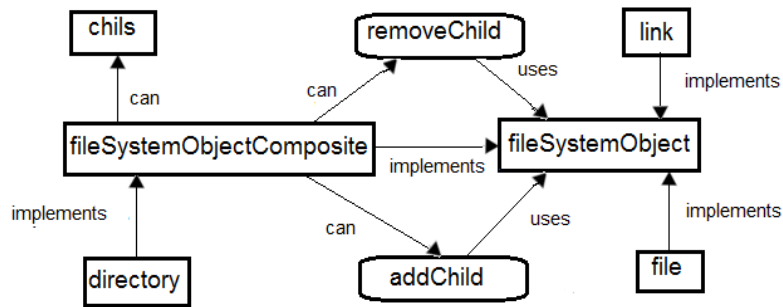 chils
removeChild
link
can
can
uses
implements
fileSystemObjectComposite
implements
fileSystemObject
implements
can
uses
implements
directory
addChild
file